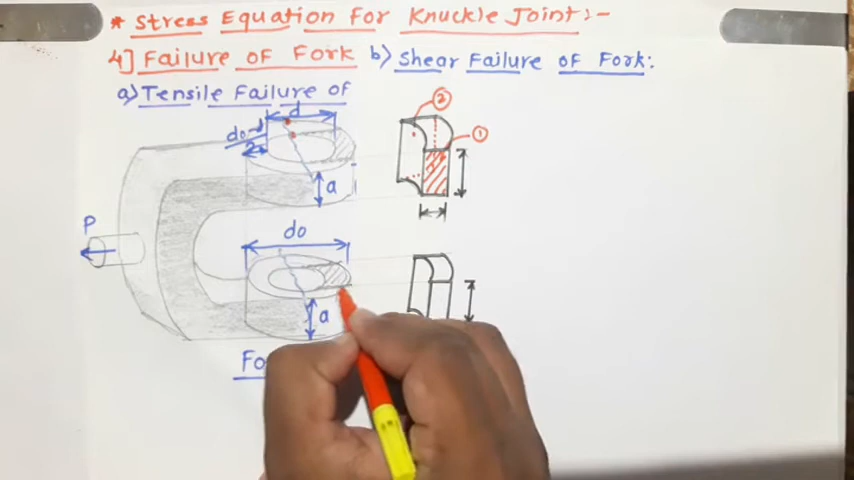 * Stress Equation For Knuckle Joint:-
4] Failure of Fork b) Shear Failure of Fork:
a) Tensile Failure of
d
do-d
2
②
①
a
P
do
a
Fo